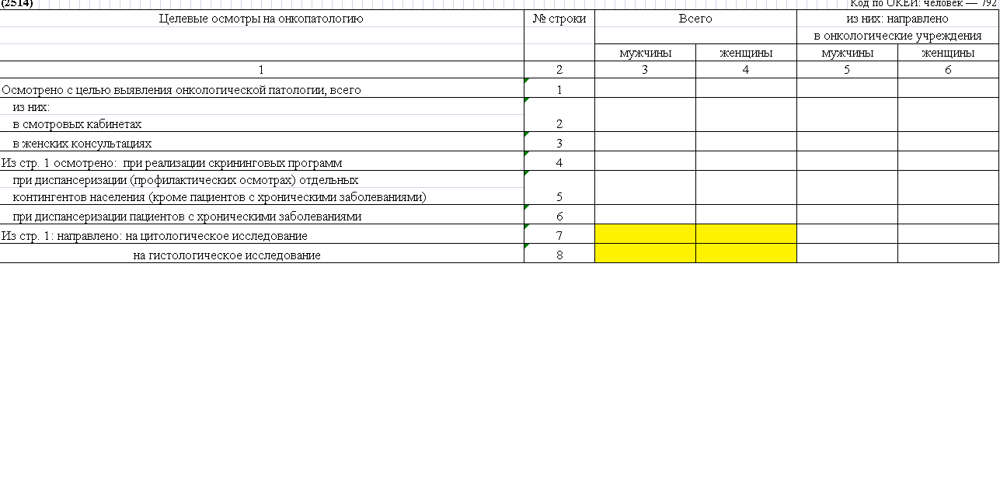 (2514)
Код по ОКЕИ: человек — 792
Целевые осмотры на онкопатологию № строки Всего из них: направлено
в онкологические учреждения
мужчины женщины мужчины женщины
1 2 3 4 5 6
Осмотрено с целью выявления онкологической патологии, всего 1
из них:
в смотровых кабинетах 2
в женских консультациях 3
Из стр. 1 осмотрено: при реализации скрининговых программ 4
при диспансеризации (профилактических осмотрах) отдельных
контингентов населения (кроме пациентов с хроническими заболеваниями) 5
при диспансеризации пациентов с хроническими заболеваниями 6
Из стр. 1: направлено: на цитологическое исследование 7
на гистологическое исследование 8